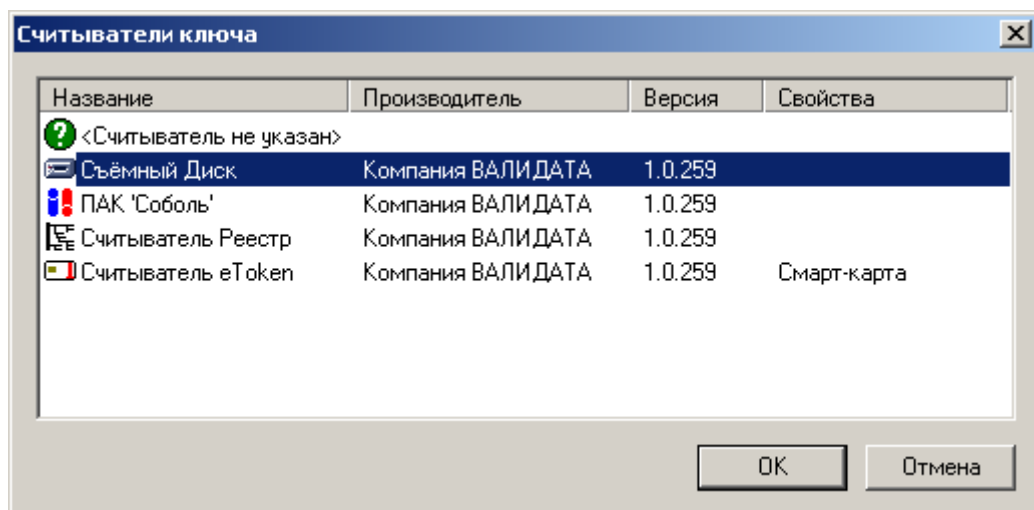 Считыватели ключа
Название Производитель Версия Свойства
<Считыватель не указан>
Съёмный Диск Компания ВАЛИДАТА 1.0.259
ПАК 'Соболь' Компания ВАЛИДАТА 1.0.259
Считыватель Реестр Компания ВАЛИДАТА 1.0.259
Считыватель eToken Компания ВАЛИДАТА 1.0.259 Смарт-карта
OK Отмена